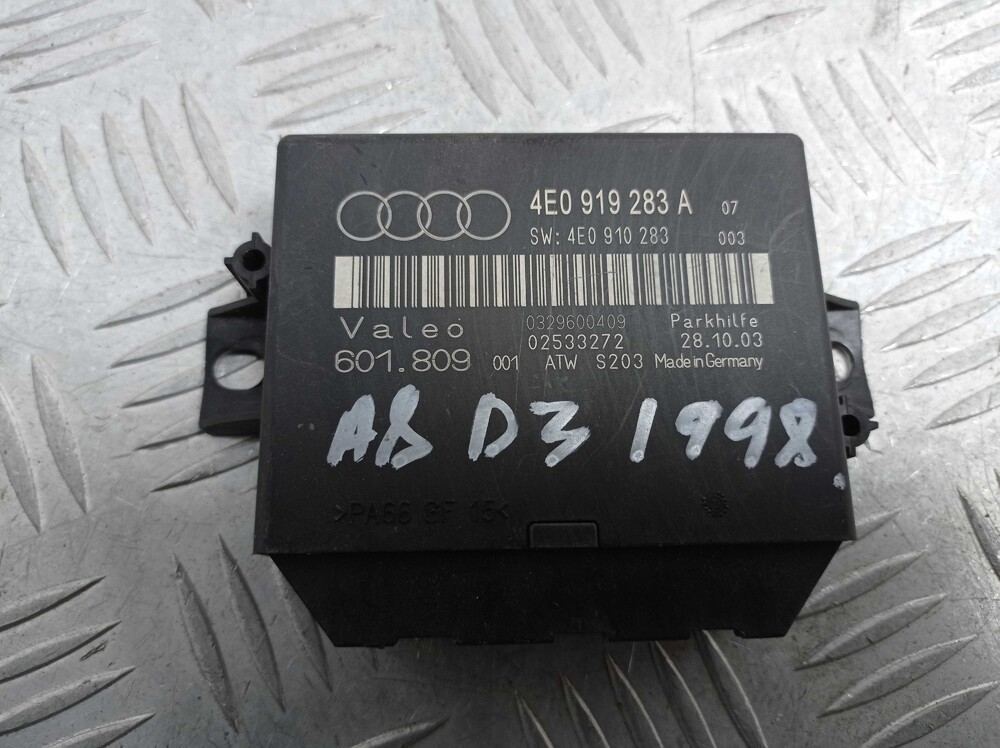 4E0 919 283 A 07
SW: 4E0 910 283 003
Valeo 0329600409 Parkhilfe
02533272 28.10.03
601.809 001 ATW S203 Made in Germany
A8 D3 1998
>PA66 GF 15<